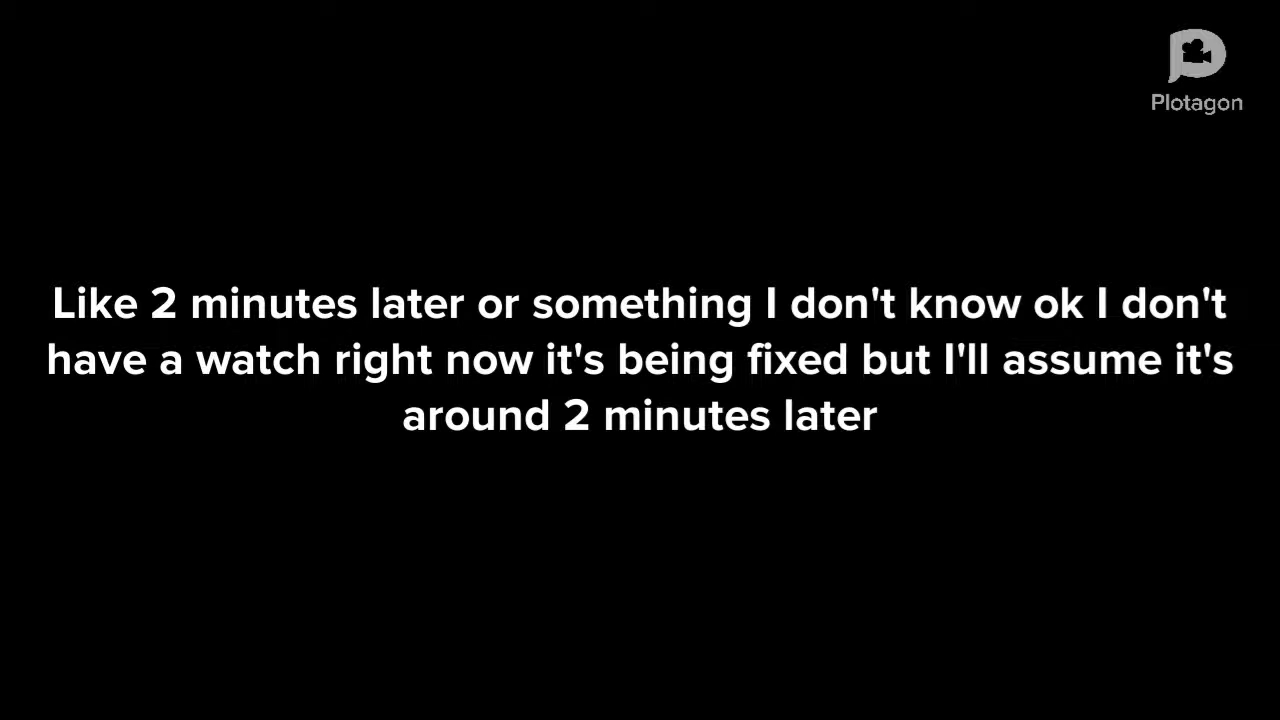 Plotagon
Like 2 minutes later or something I don't know ok I don't
have a watch right now it's being fixed but I'll assume it's
around 2 minutes later